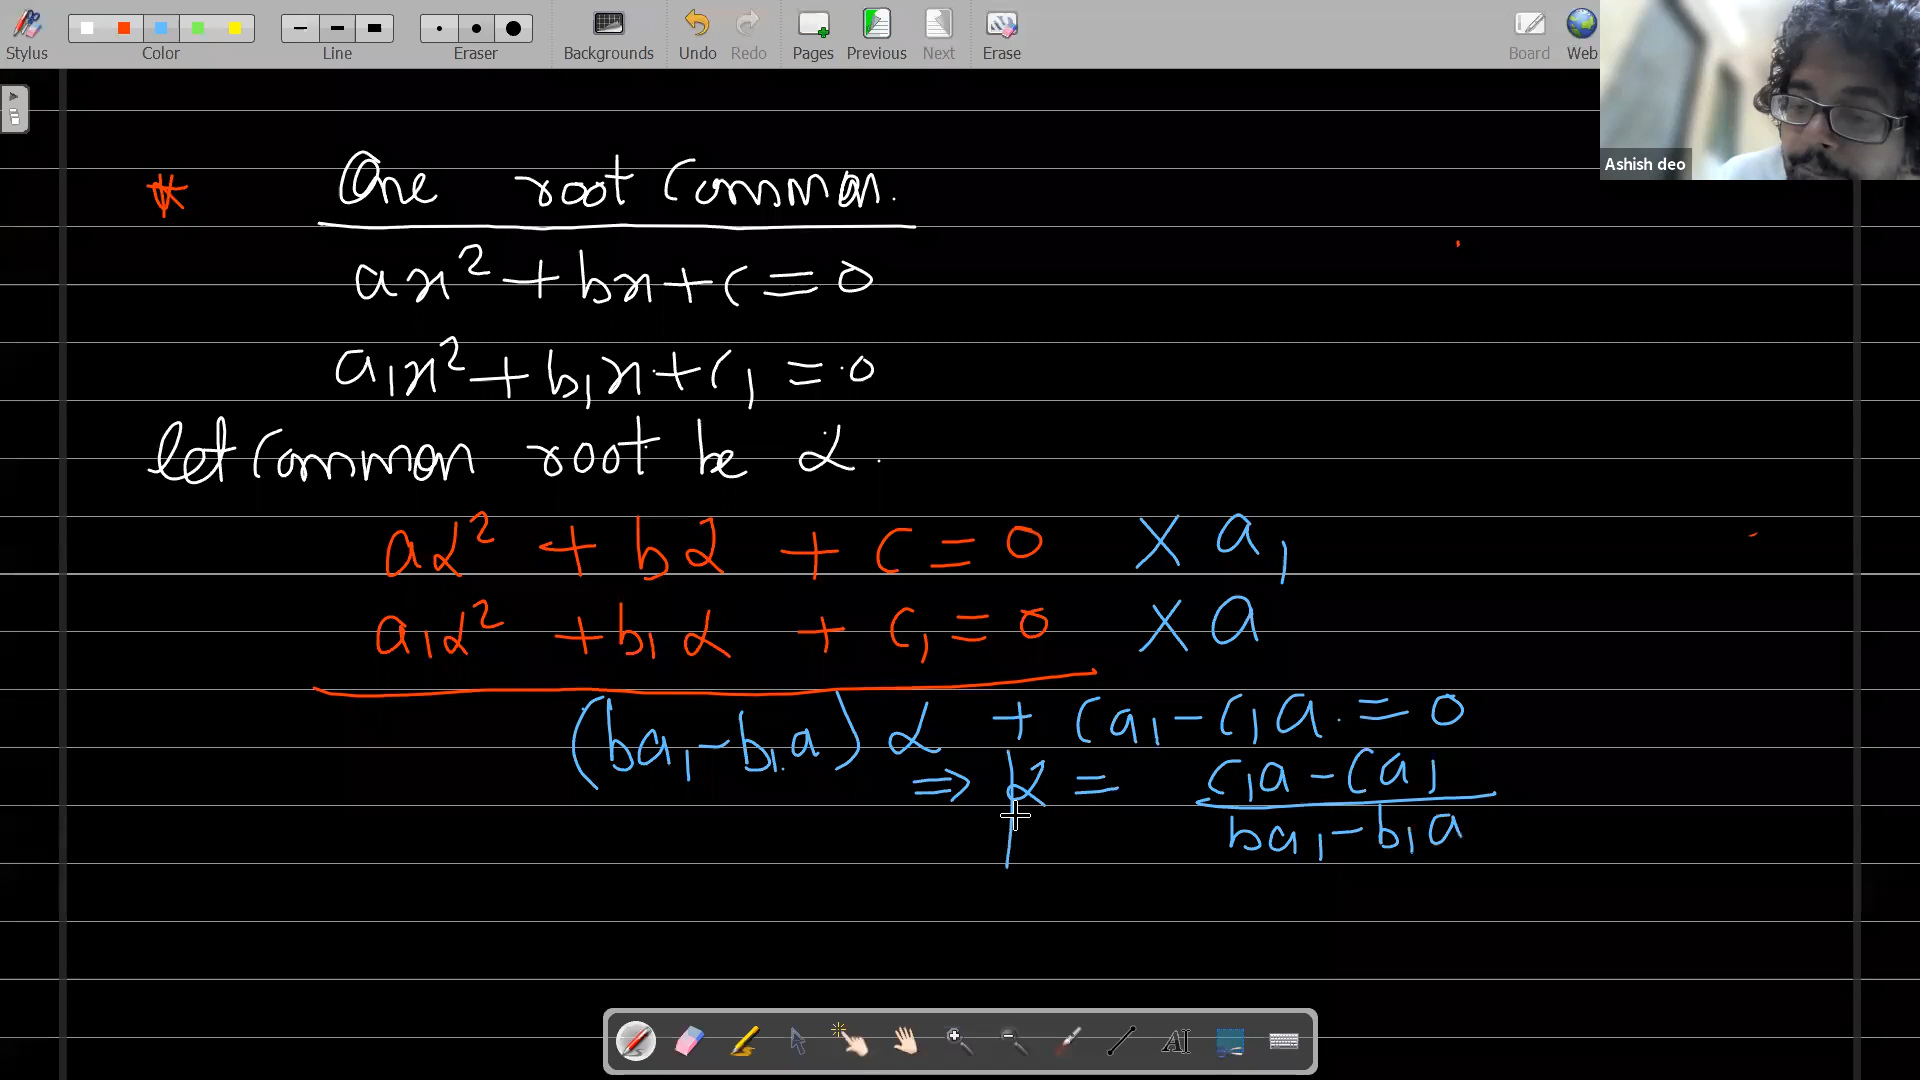 Stylus Color Line Eraser Backgrounds Undo Redo Pages Previous Next Erase Board Web
Ashish deo
* One root Common.
ax² + bx + c = 0
a₁x² + b₁x + c₁ = 0
let Common root be α.
aα² + bα + c = 0 × a₁
a₁α² + b₁α + c₁ = 0 × a
(ba₁ - b₁a) α + ca₁ - c₁a = 0
⇒ α = (c₁a - ca₁) / (ba₁ - b₁a)